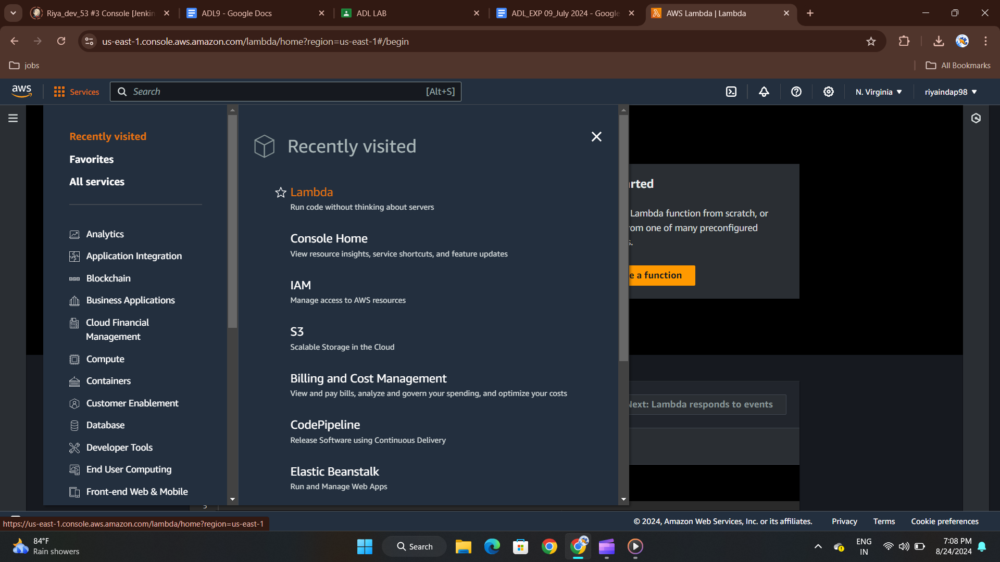 Riya_dev_53 #3 Console [Jenkin
ADL9 - Google Docs
ADL LAB
ADL_EXP 09_July 2024 - Google
AWS Lambda | Lambda
us-east-1.console.aws.amazon.com/lambda/home?region=us-east-1#/begin
jobs
All Bookmarks
aws
Services
Search
[Alt+S]
N. Virginia
riyaindap98
Recently visited
Favorites
All services
Analytics
Application Integration
Blockchain
Business Applications
Cloud Financial
Management
Compute
Containers
Customer Enablement
Database
Developer Tools
End User Computing
Front-end Web & Mobile
Recently visited
Lambda
Run code without thinking about servers
Console Home
View resource insights, service shortcuts, and feature updates
IAM
Manage access to AWS resources
S3
Scalable Storage in the Cloud
Billing and Cost Management
View and pay bills, analyze and govern your spending, and optimize your costs
CodePipeline
Release Software using Continuous Delivery
Elastic Beanstalk
Run and Manage Web Apps
arted
Lambda function from scratch, or
rom one of many preconfigured
s.
e a function
Next: Lambda responds to events
5
https://us-east-1.console.aws.amazon.com/lambda/home?region=us-east-1
© 2024, Amazon Web Services, Inc. or its affiliates.
Privacy
Terms
Cookie preferences
84°F
Rain showers
Search
ENG
IN
7:08 PM
8/24/2024